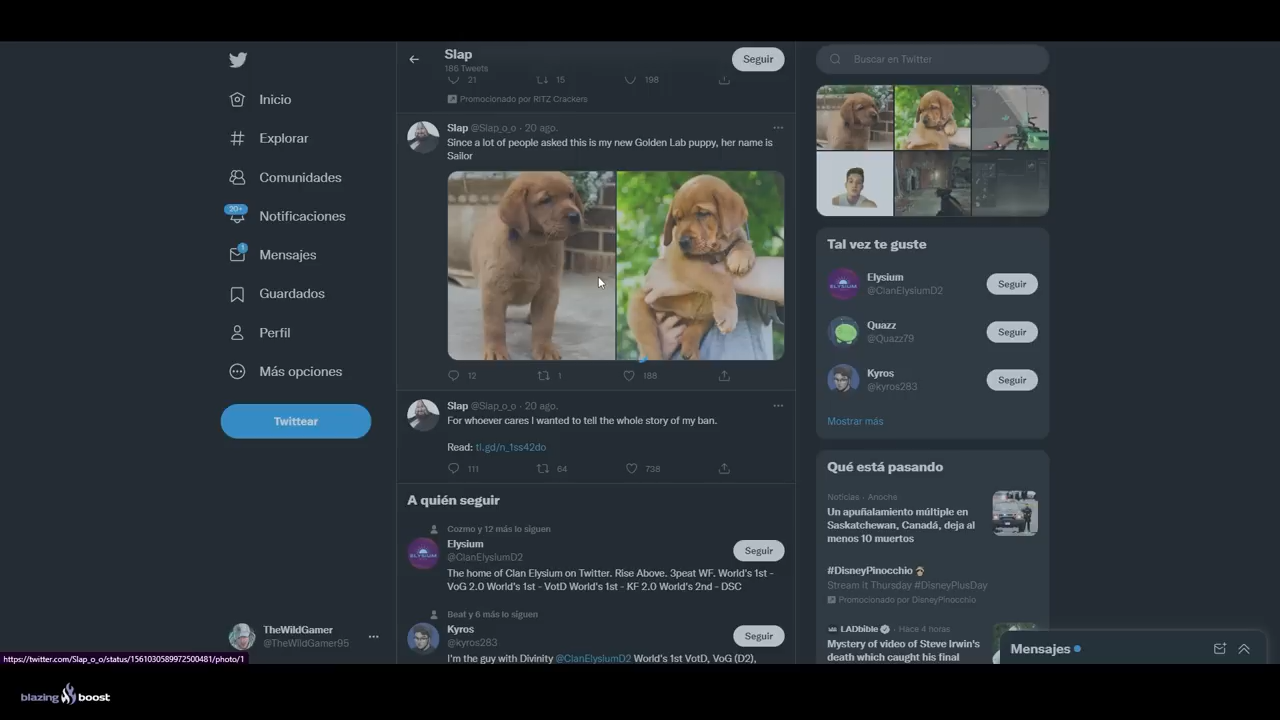 Slap
186 Tweets
Seguir
Buscar en Twitter
21
15
198
Promocionado por RITZ Crackers
Inicio
Explorar
Comunidades
20+
Notificaciones
1
Mensajes
Guardados
Perfil
Más opciones
Twittear
Slap @Slap_o_o · 20 ago.
Since a lot of people asked this is my new Golden Lab puppy, her name is
Sailor
12
1
188
Slap @Slap_o_o · 20 ago.
For whoever cares I wanted to tell the whole story of my ban.
Read: tl.gd/n_1ss42do
111
64
738
A quién seguir
Cozmo y 12 más lo siguen
Elysium
@ClanElysiumD2
Seguir
The home of Clan Elysium on Twitter. Rise Above. 3peat WF. World's 1st -
VoG 2.0 World's 1st - VotD World's 1st - KF 2.0 World's 2nd - DSC
Beat y 6 más lo siguen
Kyros
@kyros283
Seguir
I'm the guy with Divinity @ClanElysiumD2 World's 1st VotD, VoG (D2),
Tal vez te guste
Elysium
@ClanElysiumD2
Seguir
Quazz
@Quazz79
Seguir
Kyros
@kyros283
Seguir
Mostrar más
Qué está pasando
Noticias · Anoche
Un apuñalamiento múltiple en
Saskatchewan, Canadá, deja al
menos 10 muertos
#DisneyPinocchio
Stream it Thursday #DisneyPlusDay
Promocionado por DisneyPinocchio
LADbible · Hace 4 horas
Mystery of video of Steve Irwin's
death which caught his final
Mensajes
TheWildGamer
@TheWildGamer95
https://twitter.com/Slap_o_o/status/1561030589972500481/photo/1
blazing boost